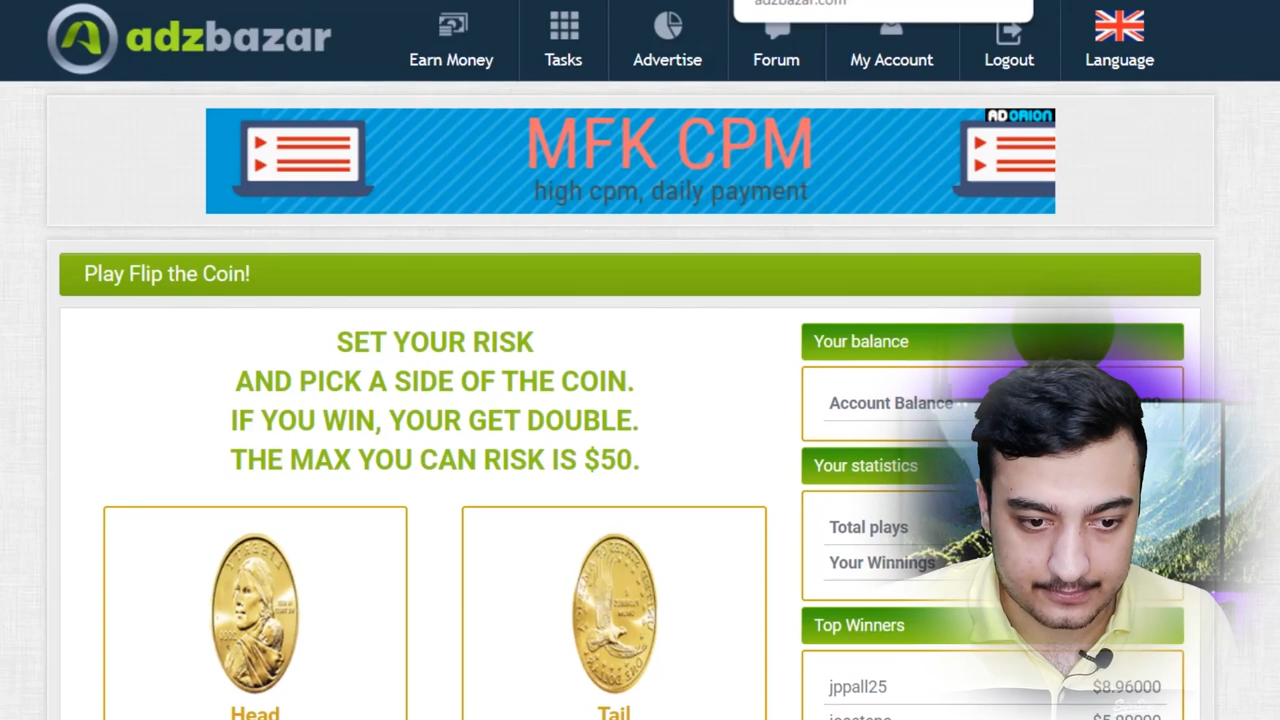 adzbazar.com
adzbazar
Earn Money
Tasks
Advertise
Forum
My Account
Logout
Language
ADORION
MFK CPM
high cpm, daily payment
Play Flip the Coin!
SET YOUR RISK
AND PICK A SIDE OF THE COIN.
IF YOU WIN, YOUR GET DOUBLE.
THE MAX YOU CAN RISK IS $50.
Head
Tail
Your balance
Account Balance
Your statistics
Total plays
Your Winnings
Top Winners
jppall25 $8.96000